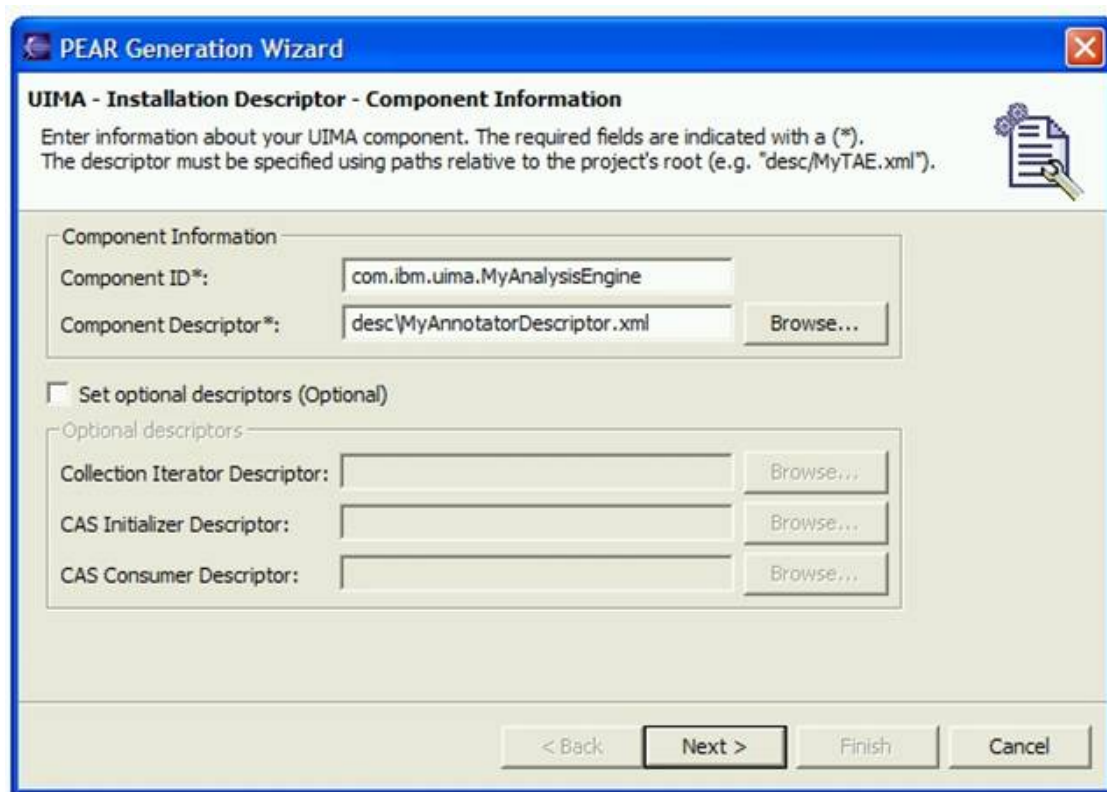 PEAR Generation Wizard
UIMA - Installation Descriptor - Component Information
Enter information about your UIMA component. The required fields are indicated with a (*).
The descriptor must be specified using paths relative to the project's root (e.g. "desc/MyTAE.xml").
Component Information
Component ID*: com.ibm.uima.MyAnalysisEngine
Component Descriptor*: desc\MyAnnotatorDescriptor.xml Browse...
Set optional descriptors (Optional)
Optional descriptors
Collection Iterator Descriptor: Browse...
CAS Initializer Descriptor: Browse...
CAS Consumer Descriptor: Browse...
< Back Next > Finish Cancel